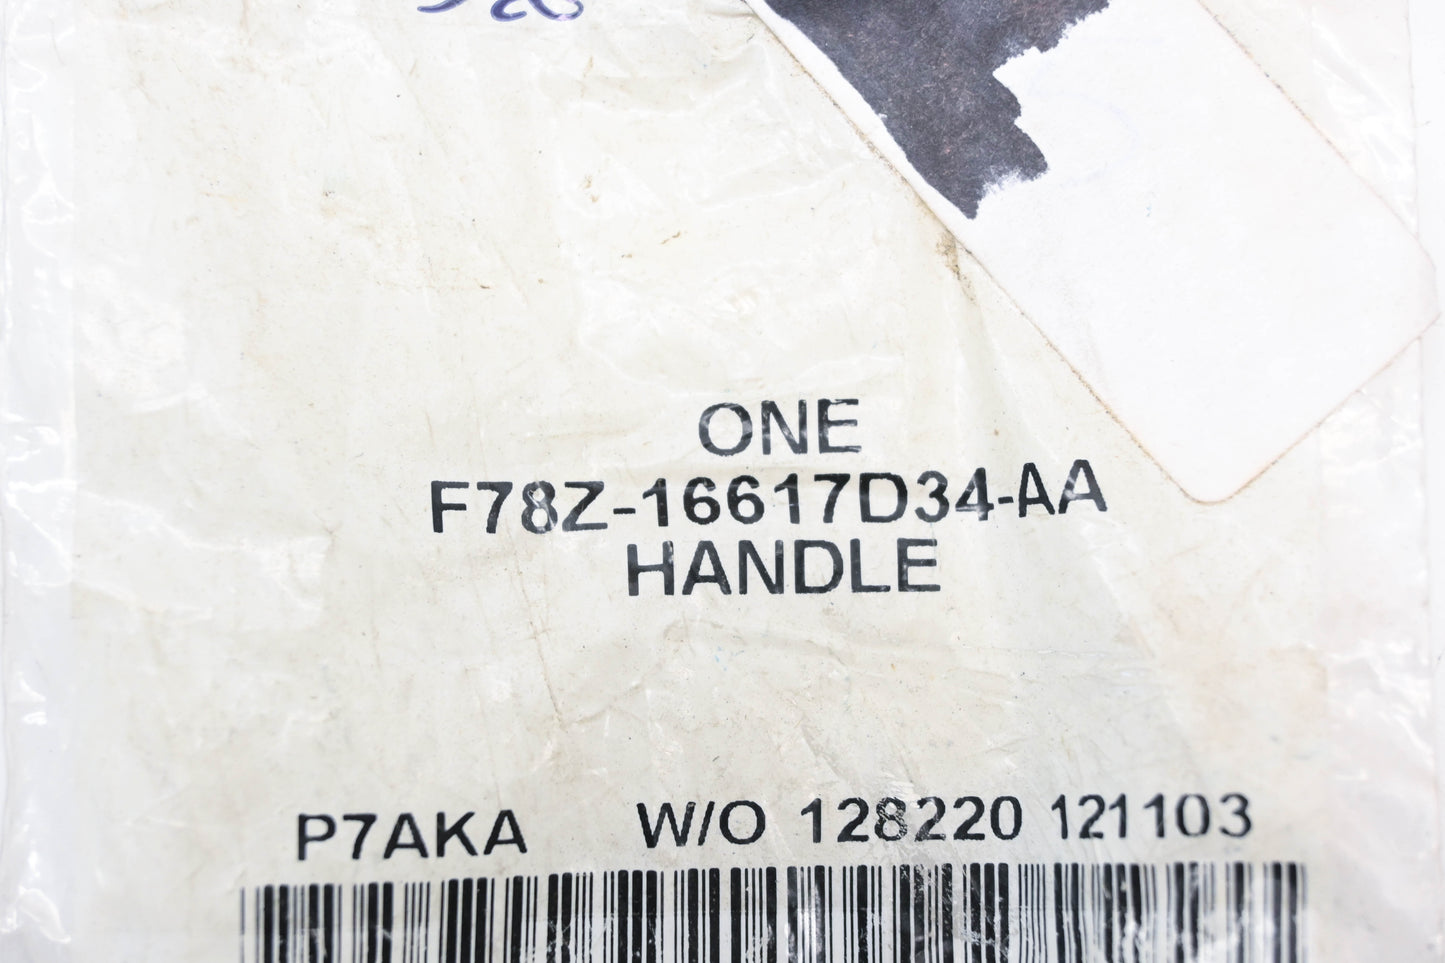 ONE
F78Z-16617D34-AA
HANDLE
P7AKA W/O 128220 121103